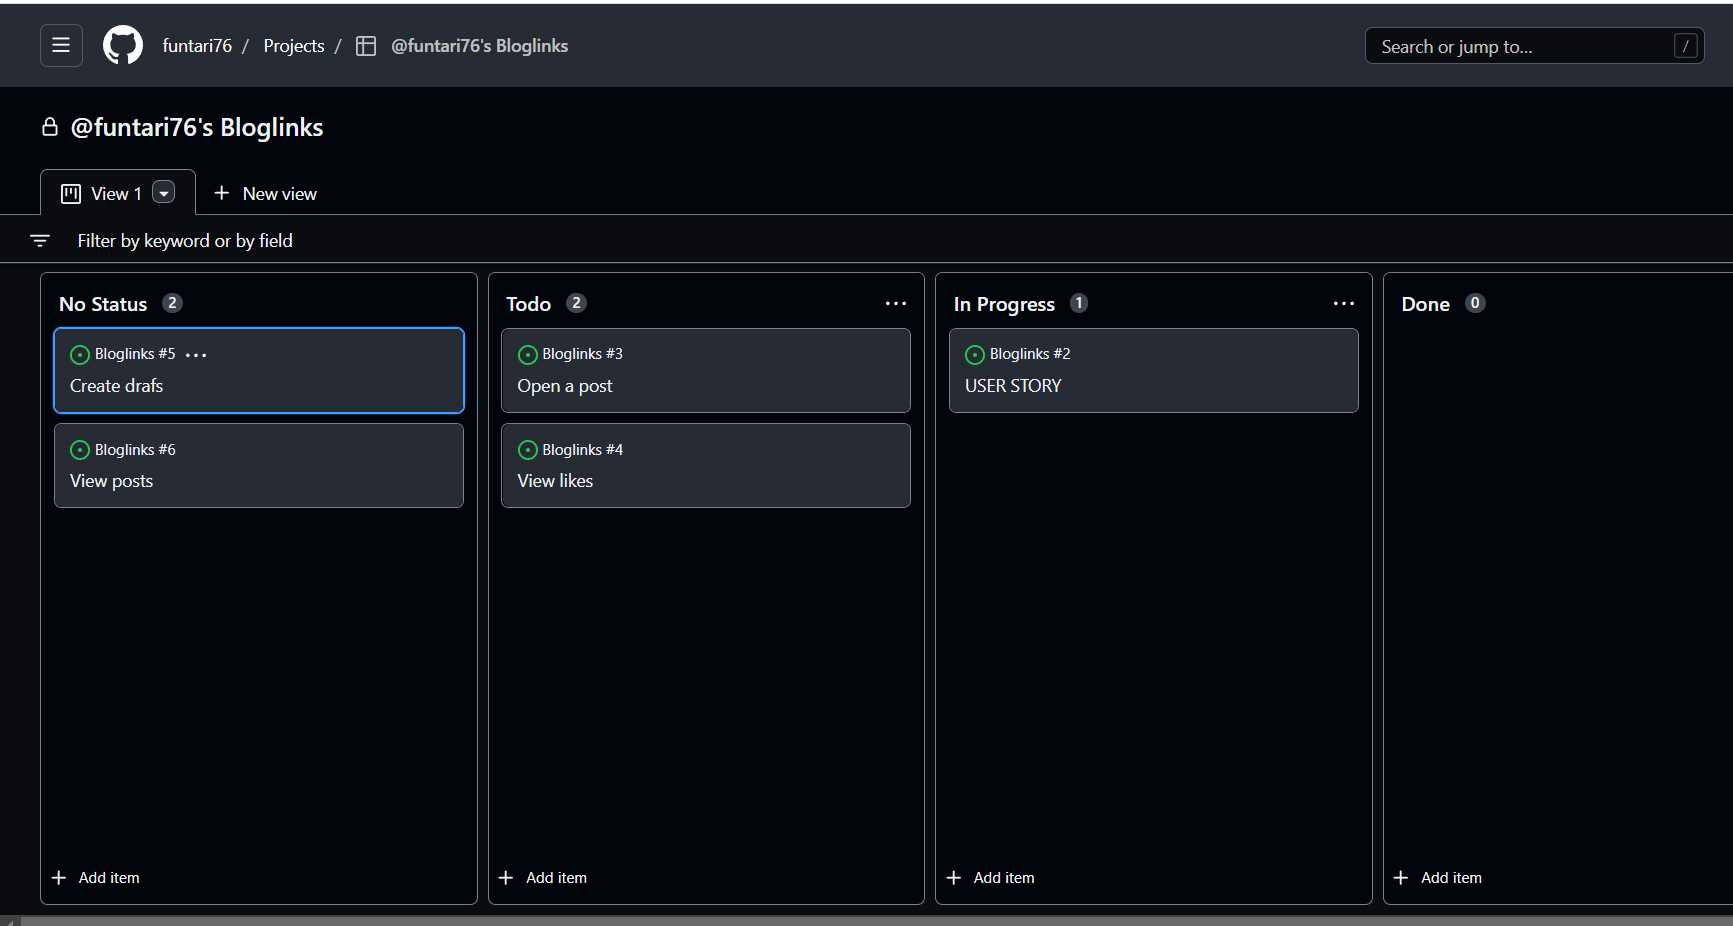 funtari76 / Projects / @funtari76's Bloglinks
Search or jump to... /
@funtari76's Bloglinks
View 1
New view
Filter by keyword or by field
No Status 2
Bloglinks #5
Create drafs
Bloglinks #6
View posts
Add item
Todo 2
Bloglinks #3
Open a post
Bloglinks #4
View likes
Add item
In Progress 1
Bloglinks #2
USER STORY
Add item
Done 0
Add item